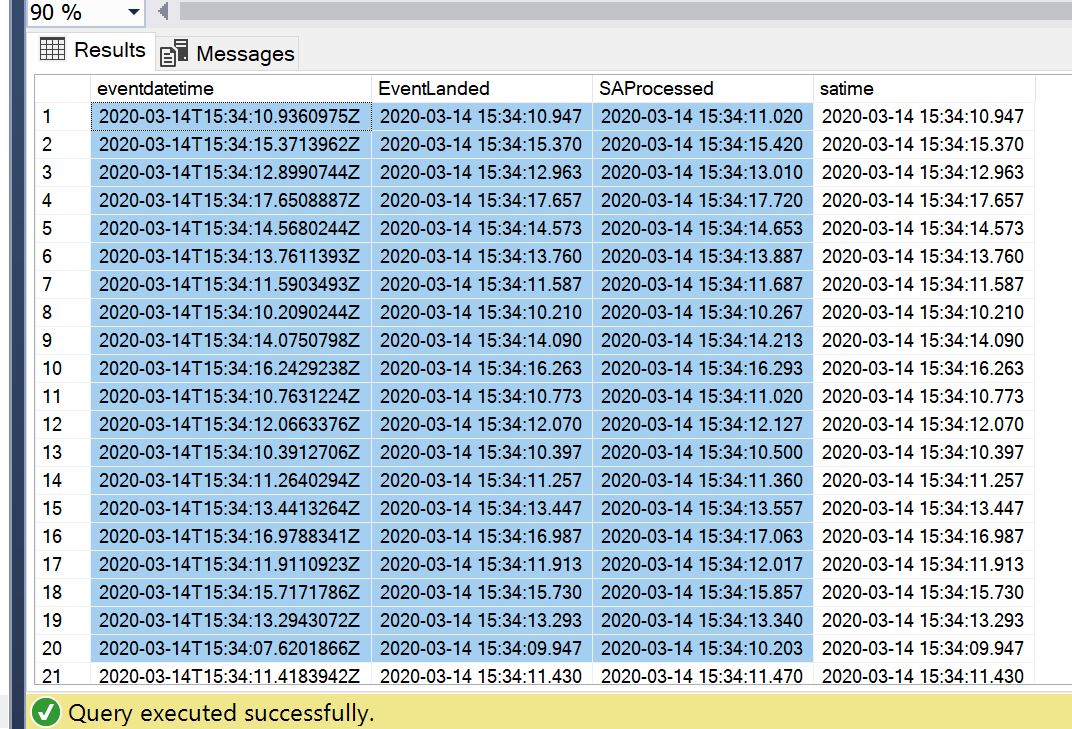 90 %
Results Messages
eventdatetime EventLanded SAProcessed satime
1 2020-03-14T15:34:10.9360975Z 2020-03-14 15:34:10.947 2020-03-14 15:34:11.020 2020-03-14 15:34:10.947
2 2020-03-14T15:34:15.3713962Z 2020-03-14 15:34:15.370 2020-03-14 15:34:15.420 2020-03-14 15:34:15.370
3 2020-03-14T15:34:12.8990744Z 2020-03-14 15:34:12.963 2020-03-14 15:34:13.010 2020-03-14 15:34:12.963
4 2020-03-14T15:34:17.6508887Z 2020-03-14 15:34:17.657 2020-03-14 15:34:17.720 2020-03-14 15:34:17.657
5 2020-03-14T15:34:14.5680244Z 2020-03-14 15:34:14.573 2020-03-14 15:34:14.653 2020-03-14 15:34:14.573
6 2020-03-14T15:34:13.7611393Z 2020-03-14 15:34:13.760 2020-03-14 15:34:13.887 2020-03-14 15:34:13.760
7 2020-03-14T15:34:11.5903493Z 2020-03-14 15:34:11.587 2020-03-14 15:34:11.687 2020-03-14 15:34:11.587
8 2020-03-14T15:34:10.2090244Z 2020-03-14 15:34:10.210 2020-03-14 15:34:10.267 2020-03-14 15:34:10.210
9 2020-03-14T15:34:14.0750798Z 2020-03-14 15:34:14.090 2020-03-14 15:34:14.213 2020-03-14 15:34:14.090
10 2020-03-14T15:34:16.2429238Z 2020-03-14 15:34:16.263 2020-03-14 15:34:16.293 2020-03-14 15:34:16.263
11 2020-03-14T15:34:10.7631224Z 2020-03-14 15:34:10.773 2020-03-14 15:34:11.020 2020-03-14 15:34:10.773
12 2020-03-14T15:34:12.0663376Z 2020-03-14 15:34:12.070 2020-03-14 15:34:12.127 2020-03-14 15:34:12.070
13 2020-03-14T15:34:10.3912706Z 2020-03-14 15:34:10.397 2020-03-14 15:34:10.500 2020-03-14 15:34:10.397
14 2020-03-14T15:34:11.2640294Z 2020-03-14 15:34:11.257 2020-03-14 15:34:11.360 2020-03-14 15:34:11.257
15 2020-03-14T15:34:13.4413264Z 2020-03-14 15:34:13.447 2020-03-14 15:34:13.557 2020-03-14 15:34:13.447
16 2020-03-14T15:34:16.9788341Z 2020-03-14 15:34:16.987 2020-03-14 15:34:17.063 2020-03-14 15:34:16.987
17 2020-03-14T15:34:11.9110923Z 2020-03-14 15:34:11.913 2020-03-14 15:34:12.017 2020-03-14 15:34:11.913
18 2020-03-14T15:34:15.7171786Z 2020-03-14 15:34:15.730 2020-03-14 15:34:15.857 2020-03-14 15:34:15.730
19 2020-03-14T15:34:13.2943072Z 2020-03-14 15:34:13.293 2020-03-14 15:34:13.340 2020-03-14 15:34:13.293
20 2020-03-14T15:34:07.6201866Z 2020-03-14 15:34:09.947 2020-03-14 15:34:10.203 2020-03-14 15:34:09.947
21 2020-03-14T15:34:11.4183942Z 2020-03-14 15:34:11.430 2020-03-14 15:34:11.470 2020-03-14 15:34:11.430
Query executed successfully.